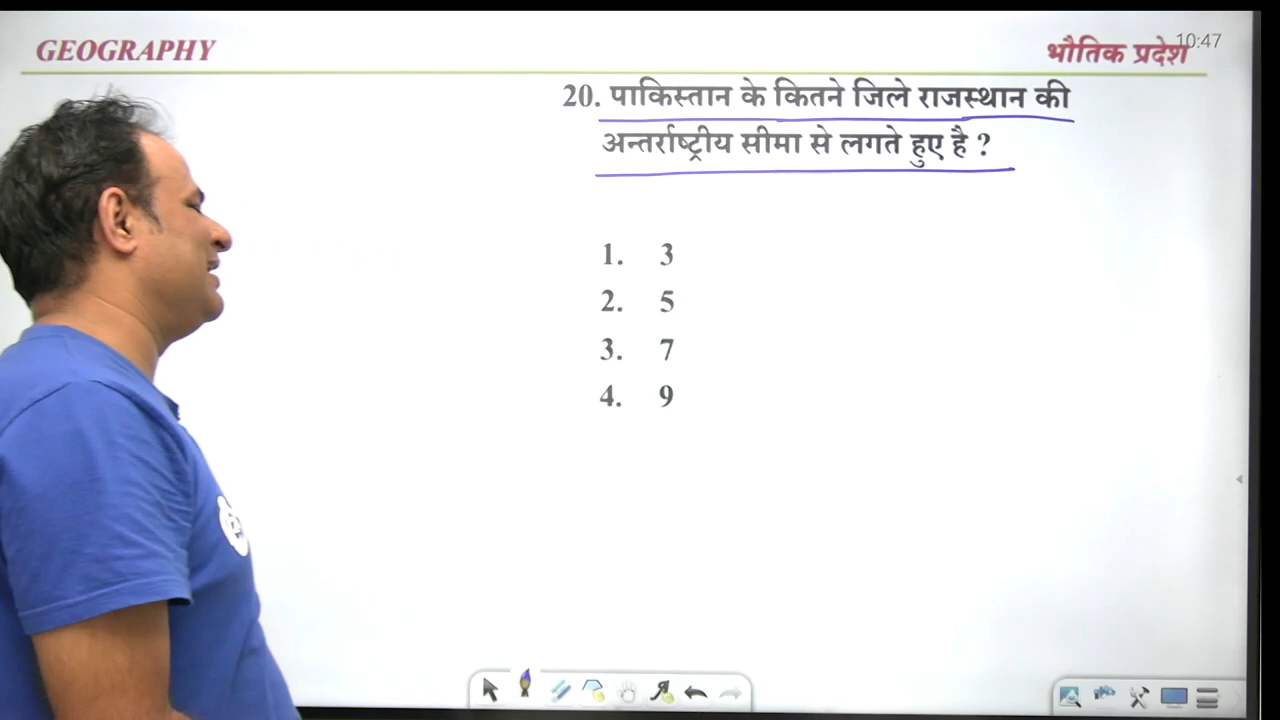 GEOGRAPHY
भौतिक प्रदेश
10:47
20. पाकिस्तान के कितने जिले राजस्थान की
अन्तर्राष्ट्रीय सीमा से लगते हुए है ?
1. 3
2. 5
3. 7
4. 9